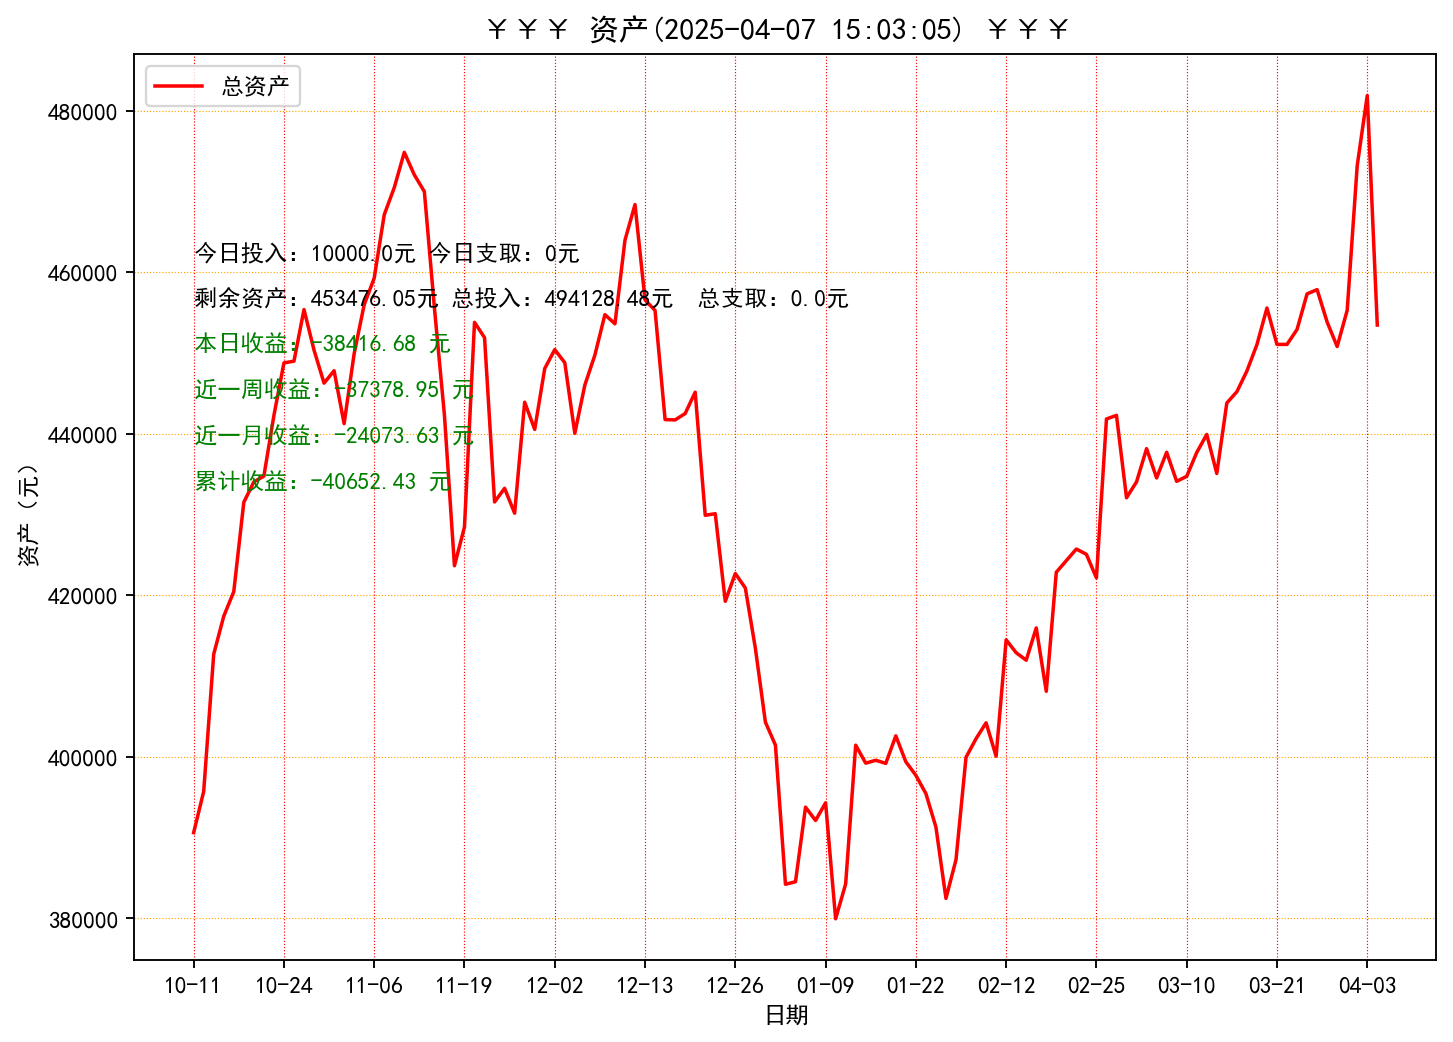 ￥￥￥ 资产(2025-04-07 15:03:05) ￥￥￥
总资产
480000
460000
440000
420000
400000
380000
资产（元）
今日投入：10000.0元 今日支取：0元
剩余资产：453476.05元 总投入：494128.48元  总支取：0.0元
本日收益：-38416.68 元
近一周收益：-37378.95 元
近一月收益：-24073.63 元
累计收益：-40652.43 元
10-11 10-24 11-06 11-19 12-02 12-13 12-26 01-09 01-22 02-12 02-25 03-10 03-21 04-03
日期